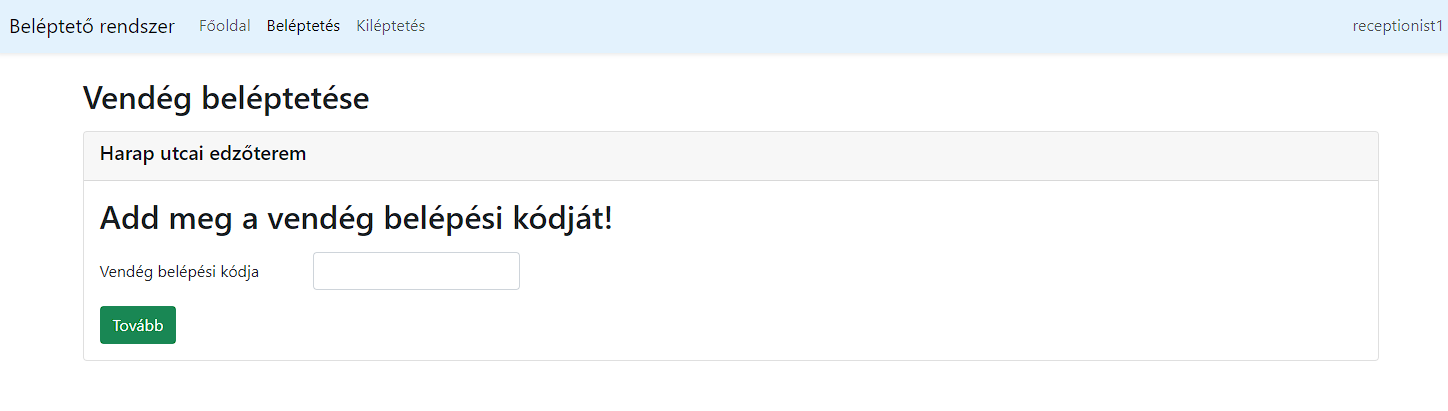 Beléptető rendszer Főoldal Beléptetés Kiléptetés receptionist1
Vendég beléptetése
Harap utcai edzőterem
Add meg a vendég belépési kódját!
Vendég belépési kódja
Tovább